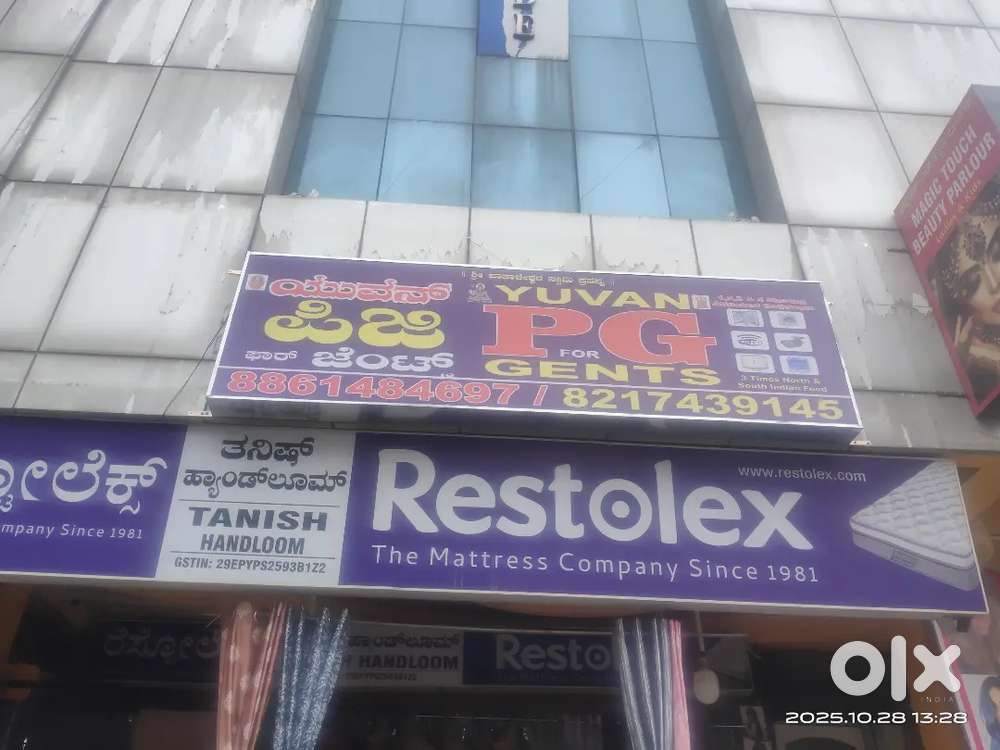 MAGIC TOUCH
BEAUTY PARLOUR
ಯುವನ್
ಪಿಜಿ
ಫಾರ್ ಜೆಂಟ್ಸ್
YUVAN
PG
FOR
GENTS
3 Times North &
South Indian Food
8861484697 / 8217439145
ತನಿಷ್
ಹ್ಯಾಂಡ್‌ಲೂಮ್
TANISH
HANDLOOM
GSTIN: 29EPYPS2593B1Z2
ompany Since 1981
www.restolex.com
Restolex
The Mattress Company Since 1981
HANDLOOM
Resto
olx
INDIA
2025.10.28 13:28